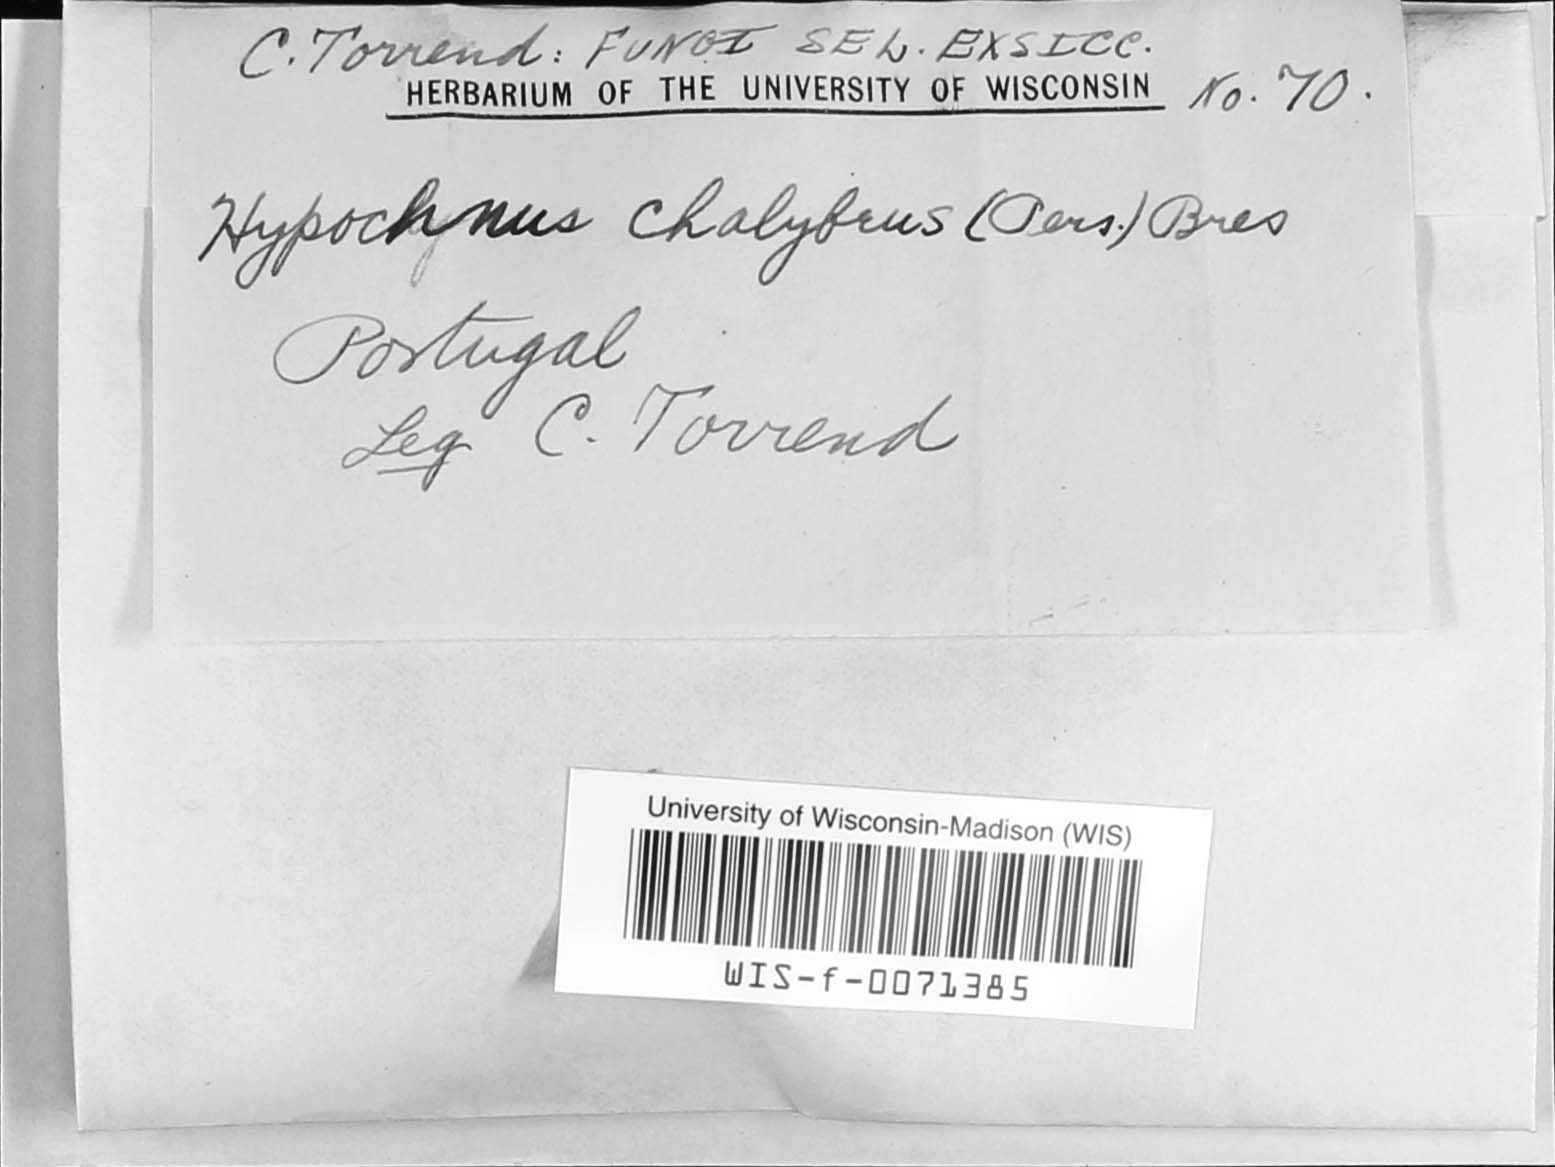 C. Torrend: FUNGI SEL. EXSICC.
HERBARIUM OF THE UNIVERSITY OF WISCONSIN No. 70.
Hypochnus chalybeus (Pers.) Bres
Portugal
Leg C. Torrend
University of Wisconsin-Madison (WIS)
WIS-f-0071385